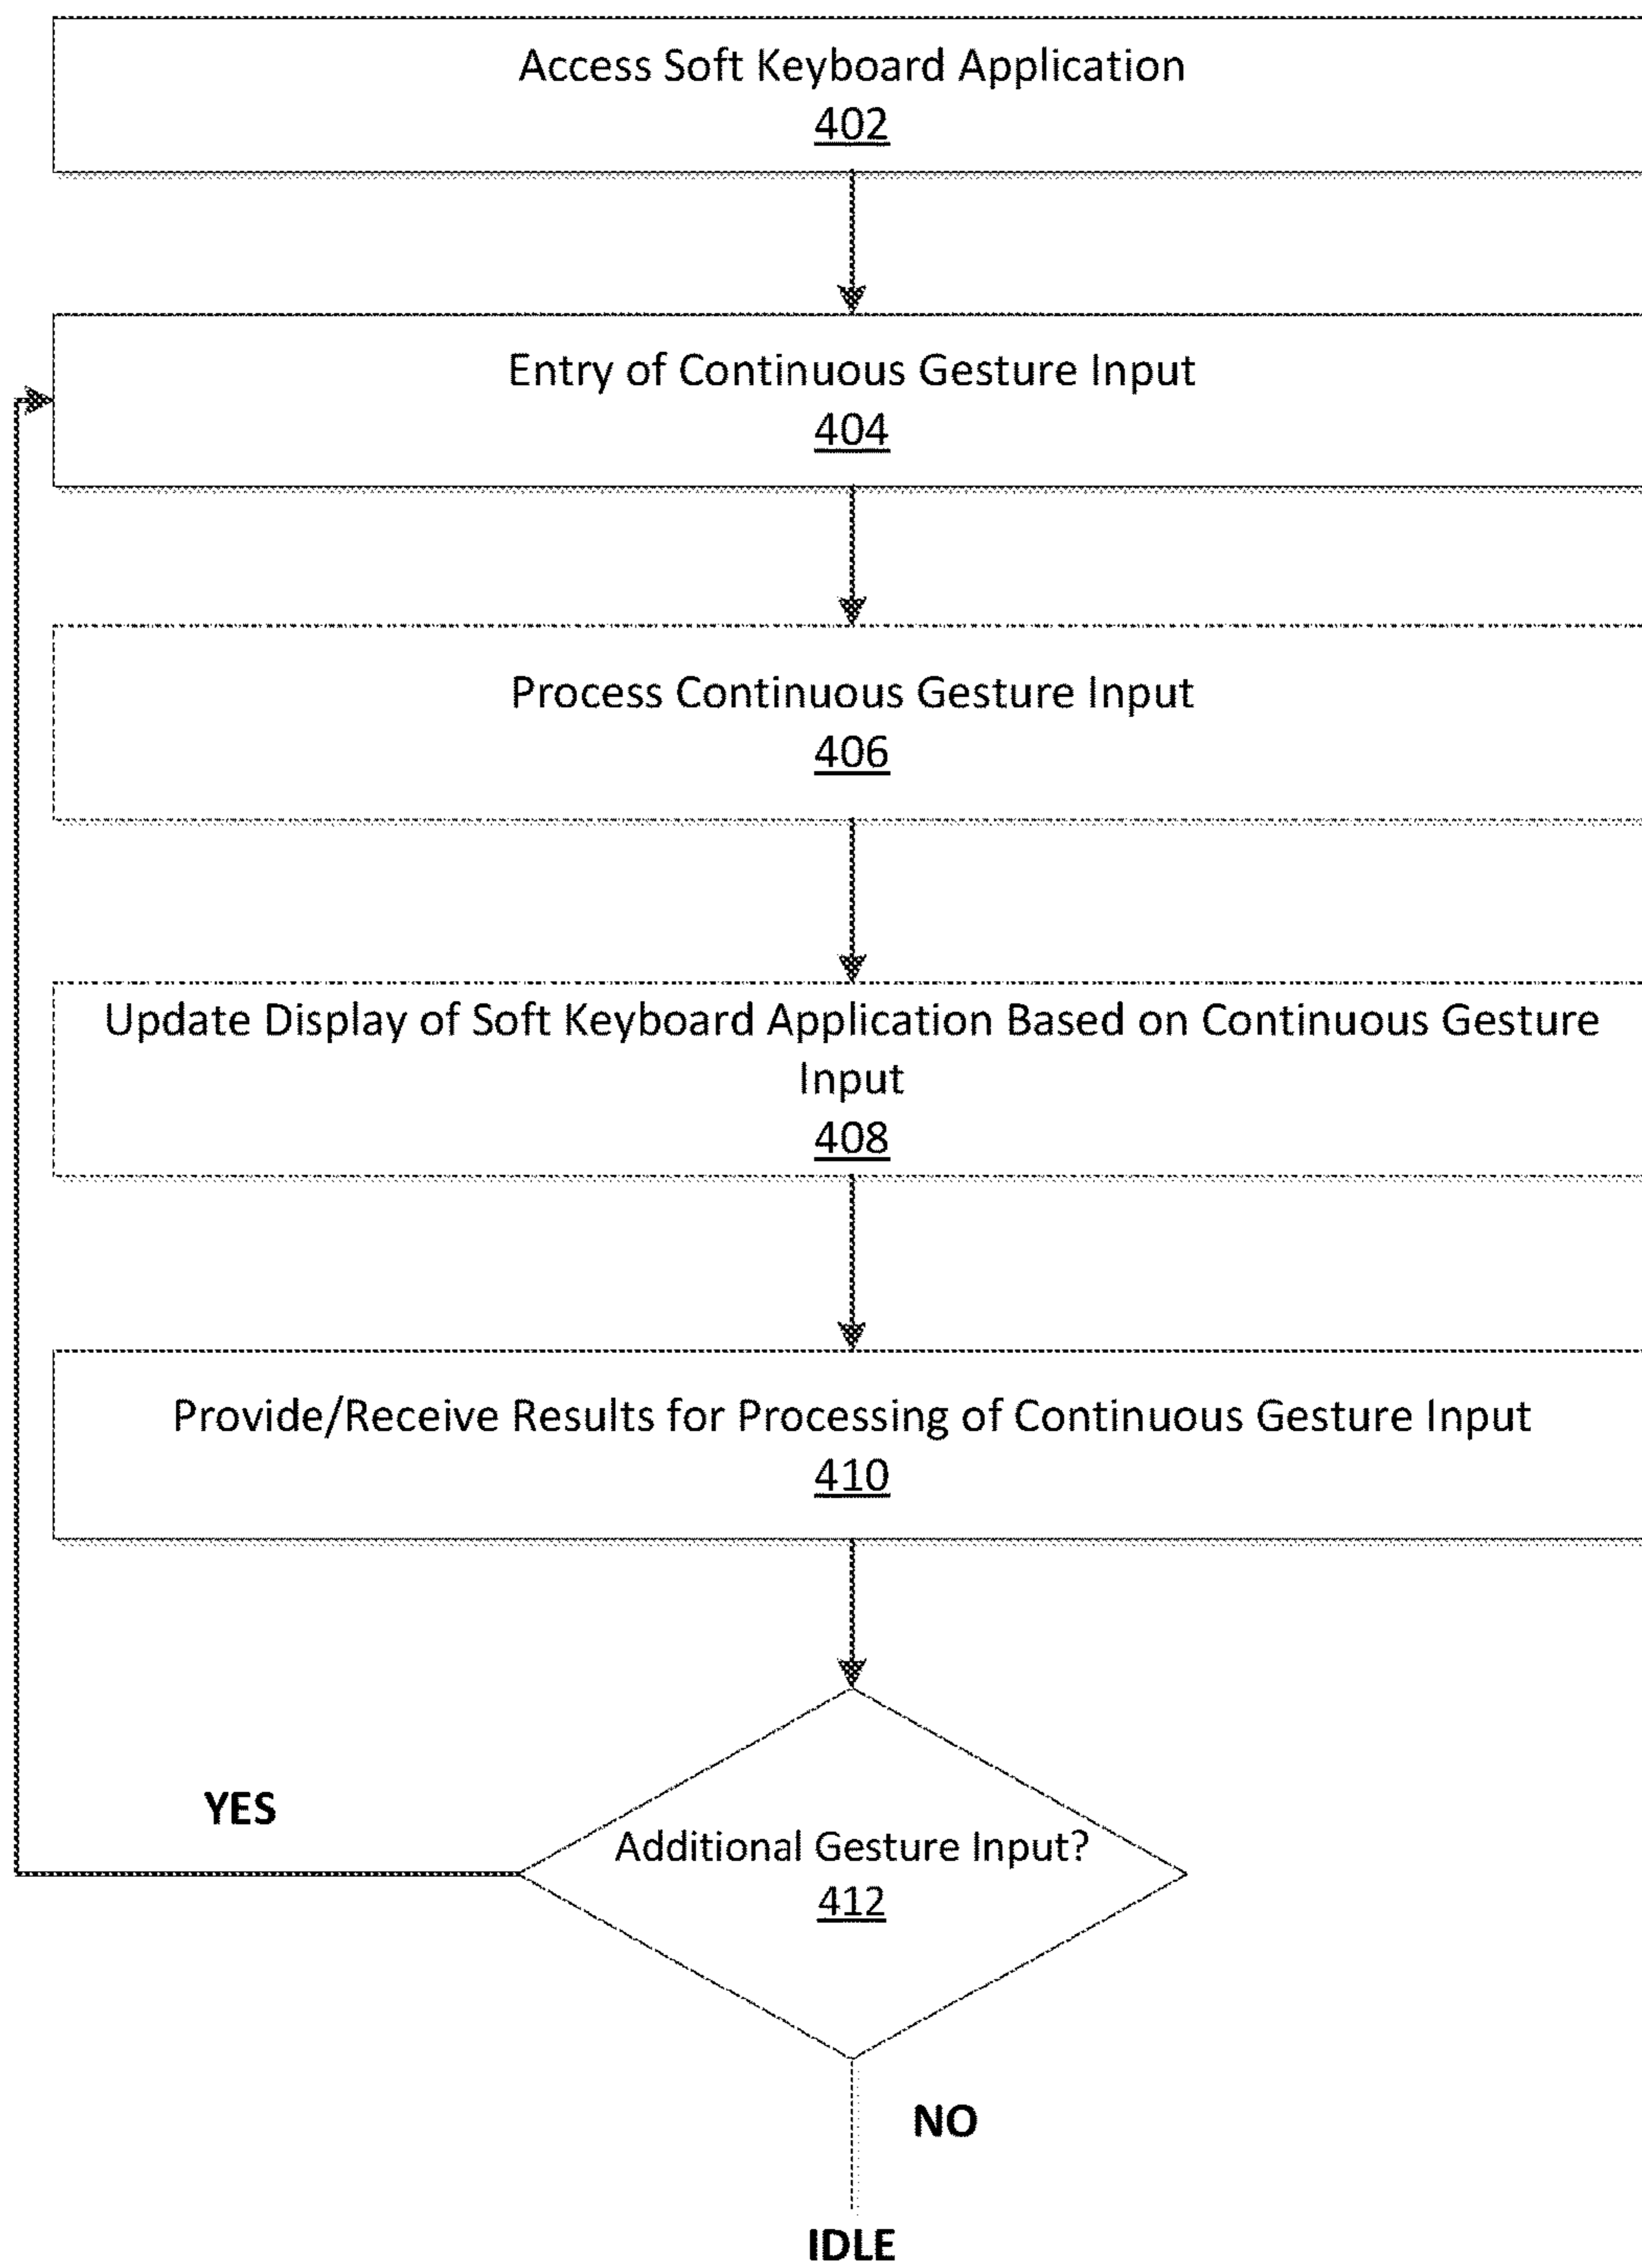 Access Soft Keyboard Application
402
Entry of Continuous Gesture Input
404
Process Continuous Gesture Input
406
Update Display of Soft Keyboard Application Based on Continuous Gesture
Input
408
Provide/Receive Results for Processing of Continuous Gesture Input
410
YES
Additional Gesture Input?
412
NO
IDLE